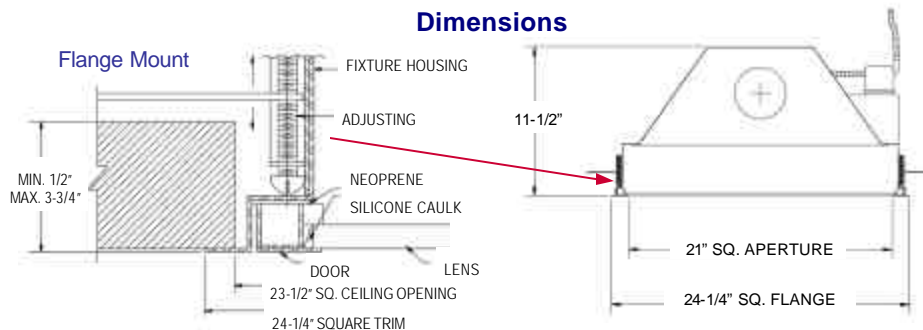 Dimensions
Flange Mount
FIXTURE HOUSING
ADJUSTING
11-1/2"
MIN. 1/2"
MAX. 3-3/4"
NEOPRENE
SILICONE CAULK
DOOR
LENS
23-1/2" SQ. CEILING OPENING
24-1/4" SQUARE TRIM
21" SQ. APERTURE
24-1/4" SQ. FLANGE